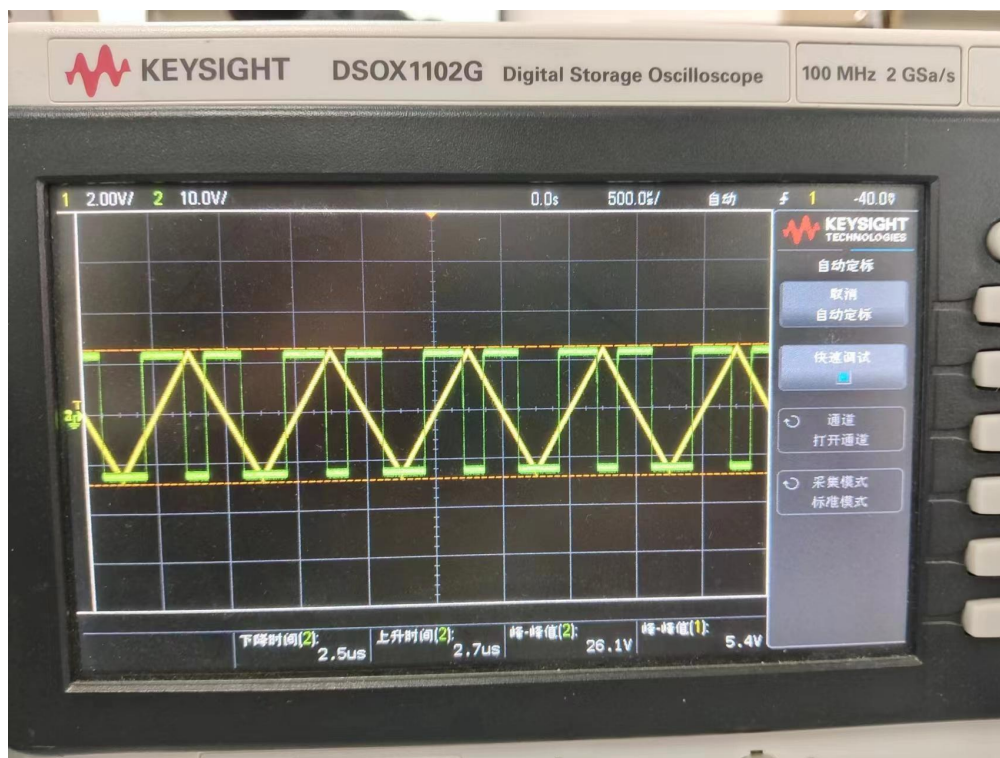 KEYSIGHT DSOX1102G Digital Storage Oscilloscope 100 MHz 2 GSa/s
1 2.00V/ 2 10.0V/ 0.0s 500.0㎲/ 自动 1 -40.0
KEYSIGHT
TECHNOLOGIES
自动定标
取消
自动定标
快速调试
通道
打开通道
采集模式
标准模式
下降时间(2):
2.5us
上升时间(2):
2.7us
峰-峰值(2):
26.1V
峰-峰值(1):
5.4V